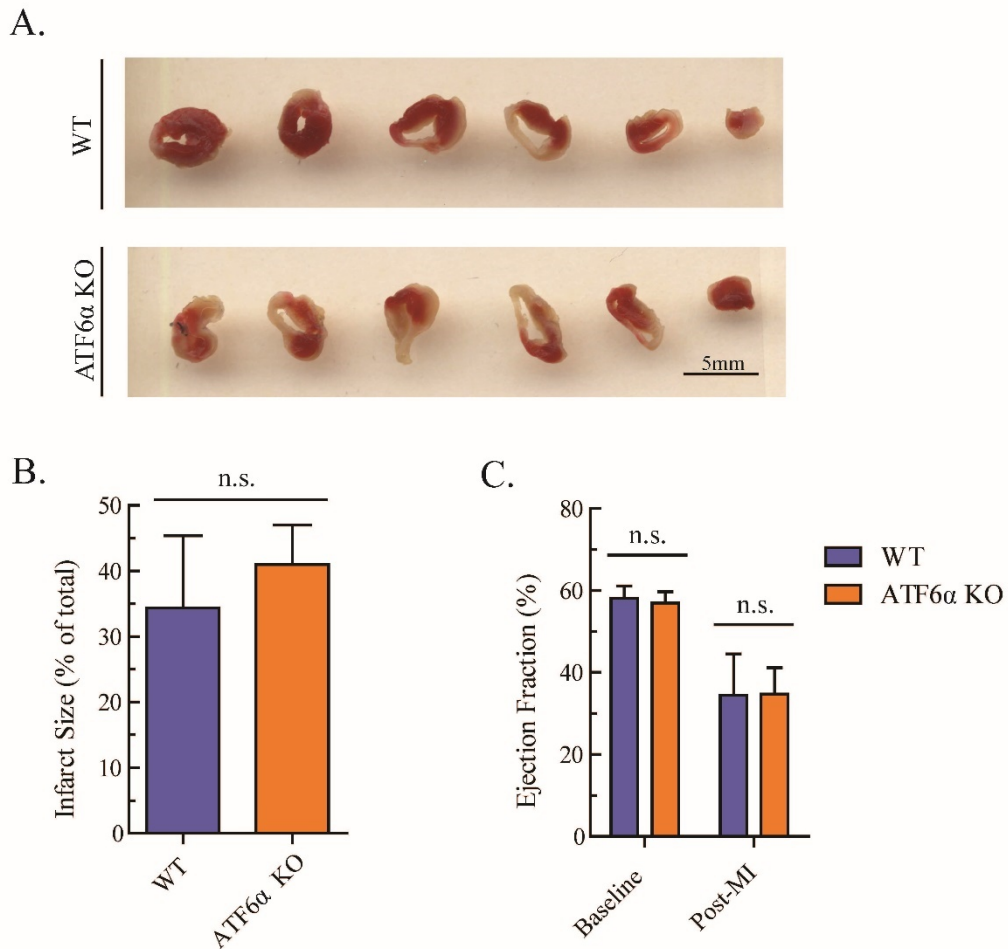 A.
WT
ATF6α KO
5mm
B.
n.s.
Infarct Size (% of total)
50
40
30
20
10
0
WT
ATF6α KO
C.
n.s.
n.s.
Ejection Fraction (%)
80
60
40
20
0
Baseline
Post-MI
WT
ATF6α KO